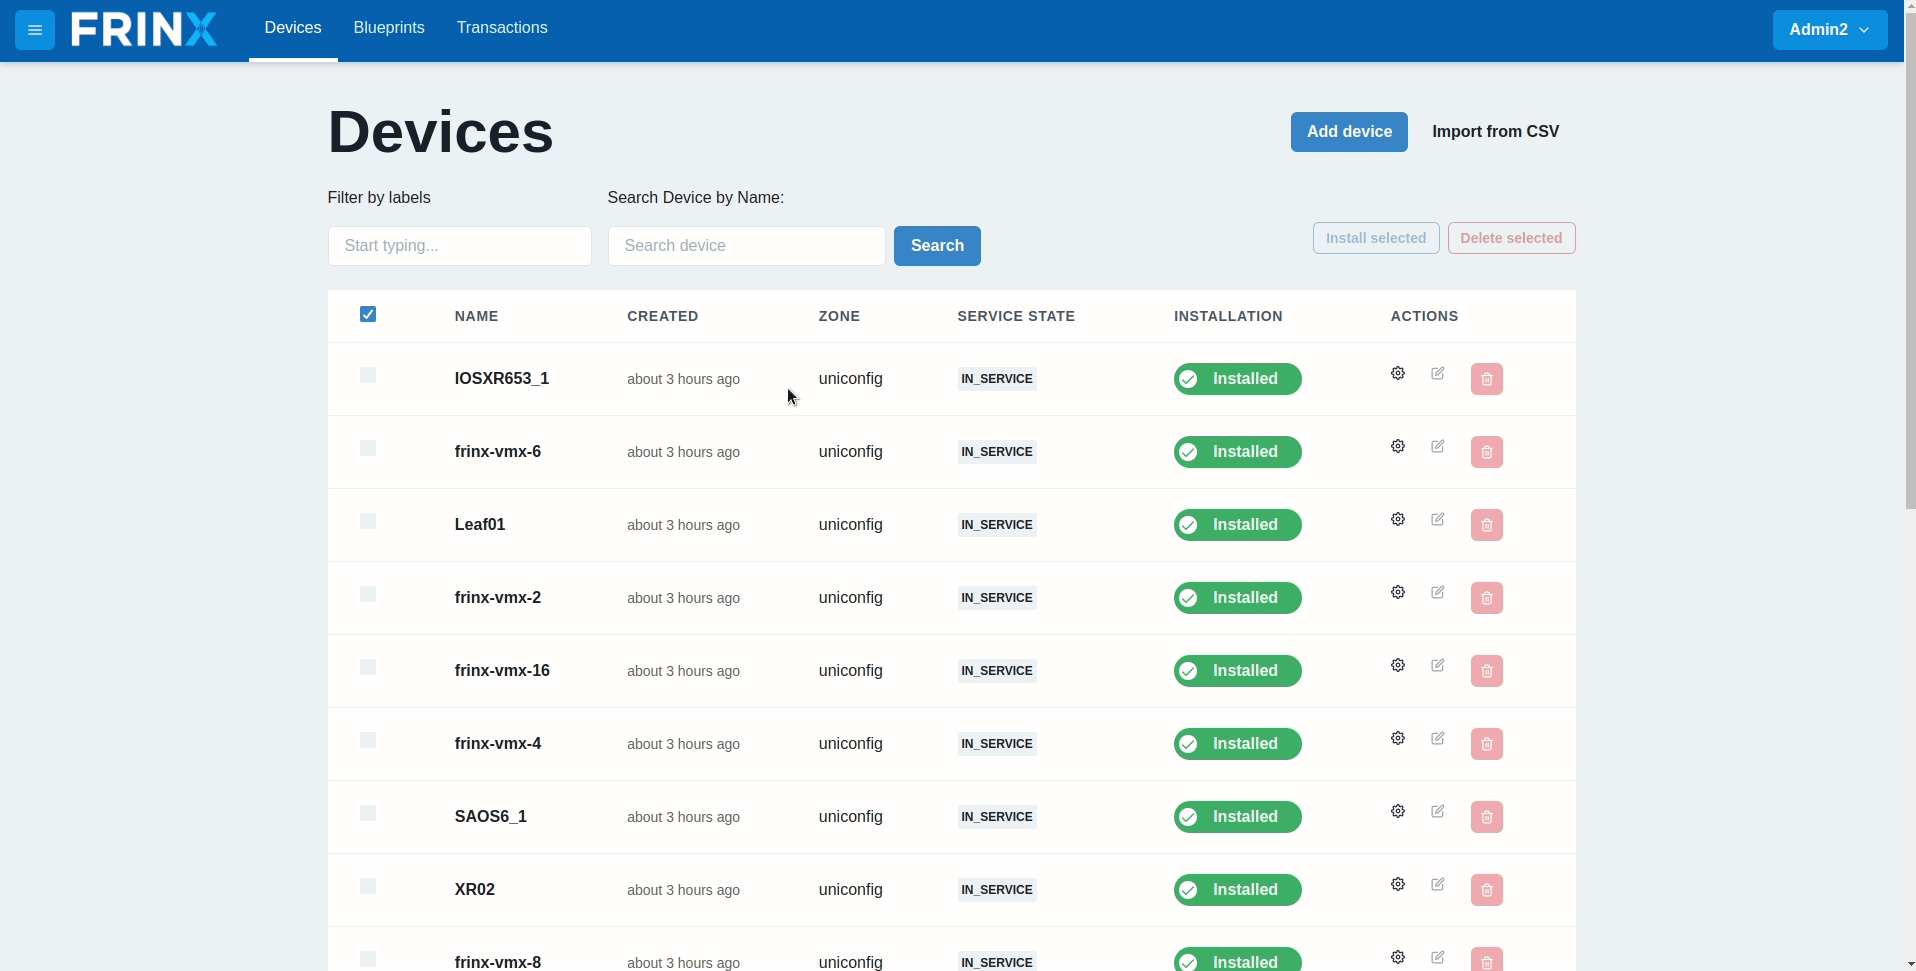 FRINX Devices Blueprints Transactions Admin2
Devices
Add device Import from CSV
Filter by labels Search Device by Name:
Start typing... Search device Search Install selected Delete selected
NAME CREATED ZONE SERVICE STATE INSTALLATION ACTIONS
IOSXR653_1 about 3 hours ago uniconfig IN_SERVICE Installed
frinx-vmx-6 about 3 hours ago uniconfig IN_SERVICE Installed
Leaf01 about 3 hours ago uniconfig IN_SERVICE Installed
frinx-vmx-2 about 3 hours ago uniconfig IN_SERVICE Installed
frinx-vmx-16 about 3 hours ago uniconfig IN_SERVICE Installed
frinx-vmx-4 about 3 hours ago uniconfig IN_SERVICE Installed
SAOS6_1 about 3 hours ago uniconfig IN_SERVICE Installed
XR02 about 3 hours ago uniconfig IN_SERVICE Installed
frinx-vmx-8 about 3 hours ago uniconfig IN_SERVICE Installed